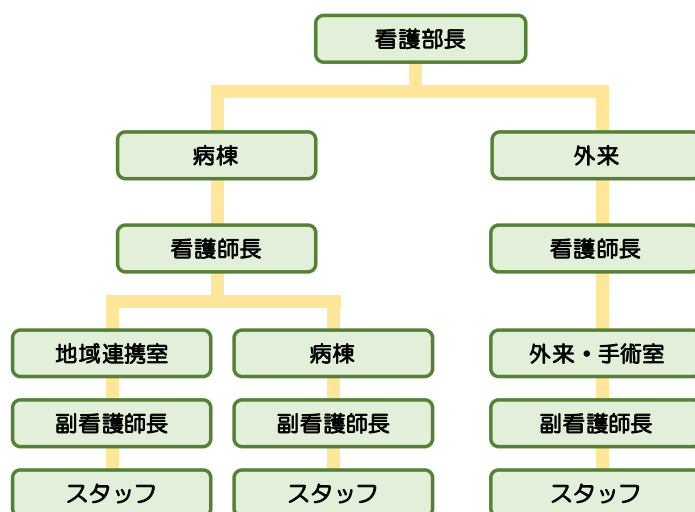 看護部長
病棟
外来
看護師長
看護師長
地域連携室
病棟
外来・手術室
副看護師長
副看護師長
副看護師長
スタッフ
スタッフ
スタッフ